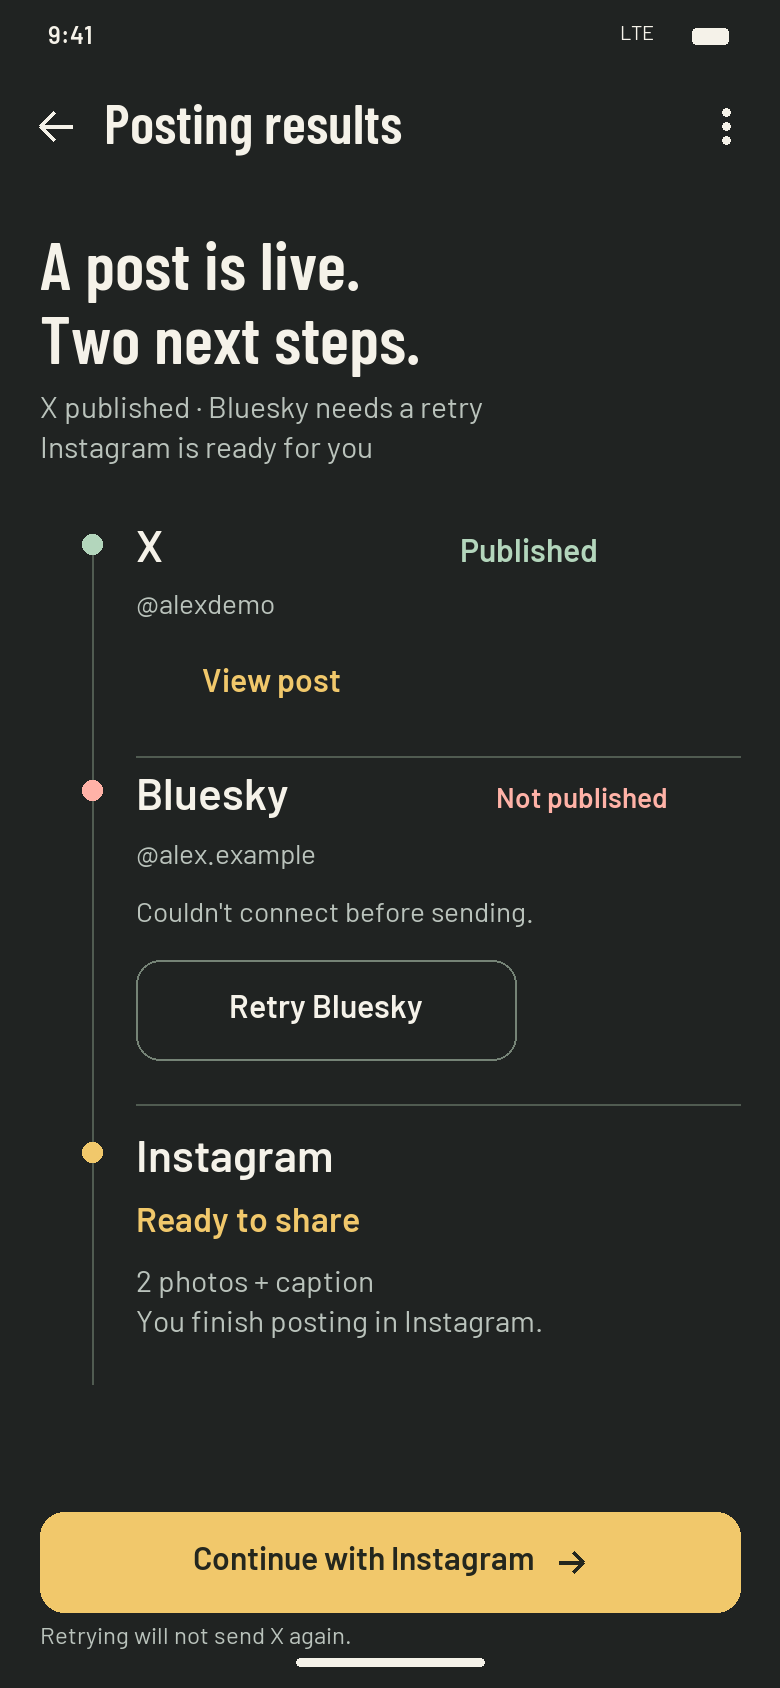 9:41 LTE
Posting results
A post is live.
Two next steps.
X published · Bluesky needs a retry
Instagram is ready for you
X Published
@alexdemo
View post
Bluesky Not published
@alex.example
Couldn't connect before sending.
Retry Bluesky
Instagram
Ready to share
2 photos + caption
You finish posting in Instagram.
Continue with Instagram →
Retrying will not send X again.